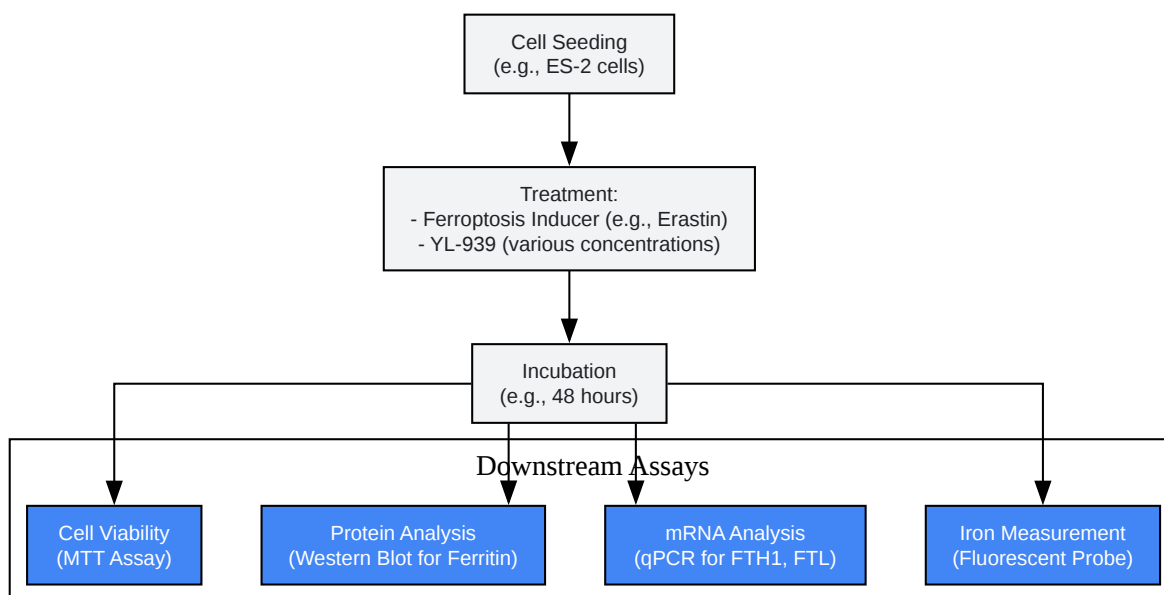 Cell Seeding
(e.g., ES-2 cells)
Treatment:
- Ferroptosis Inducer (e.g., Erastin)
- YL-939 (various concentrations)
Incubation
(e.g., 48 hours)
Downstream Assays
Cell Viability
(MTT Assay)
Protein Analysis
(Western Blot for Ferritin)
mRNA Analysis
(qPCR for FTH1, FTL)
Iron Measurement
(Fluorescent Probe)